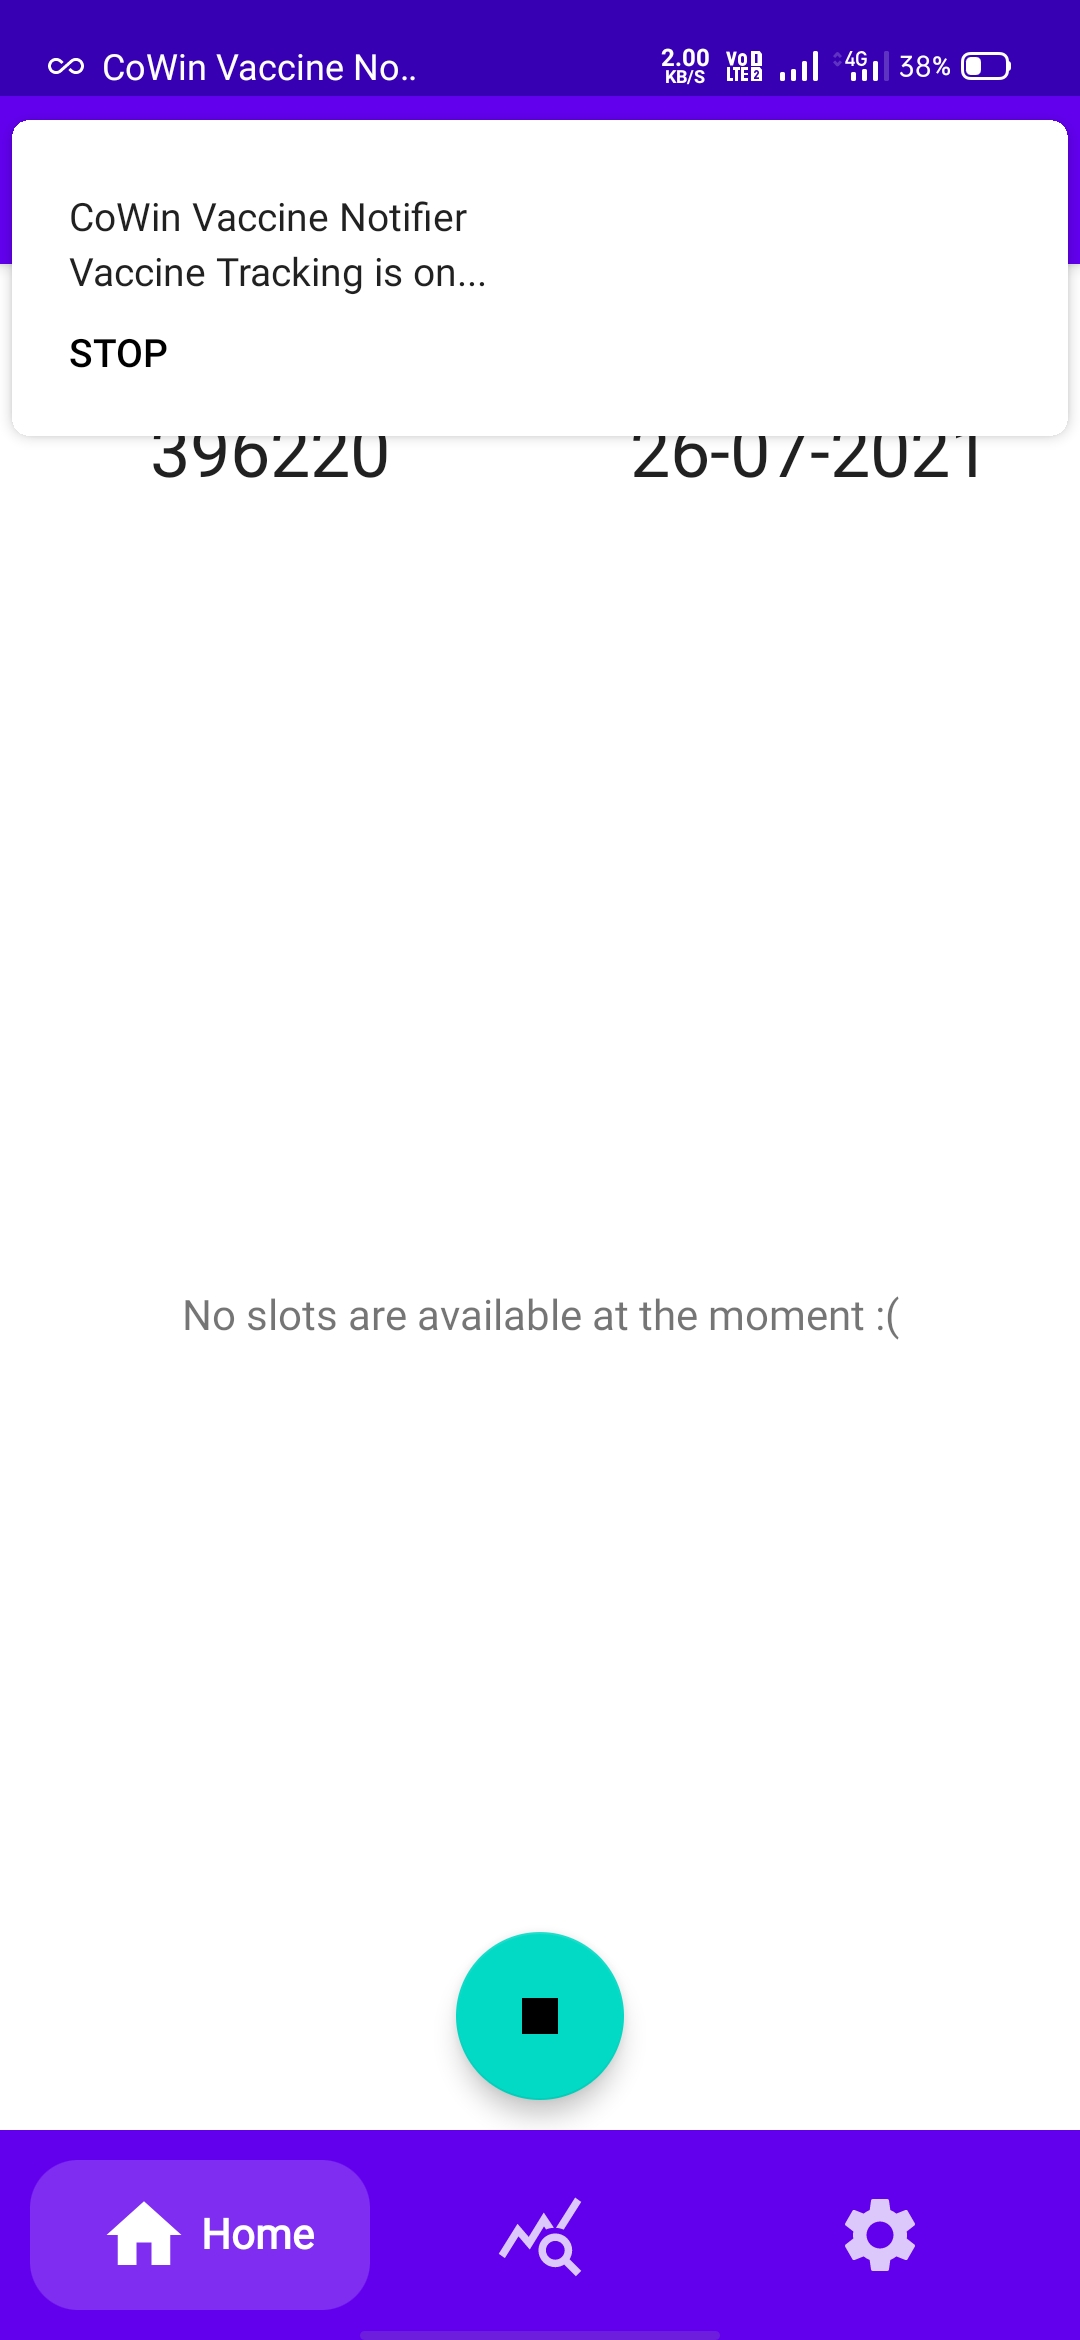 CoWin Vaccine No..
2.00
KB/S
Vo 1
LTE 2
4G
38%
CoWin Vaccine Notifier
Vaccine Tracking is on...
STOP
396220 26-07-2021
No slots are available at the moment :(
Home